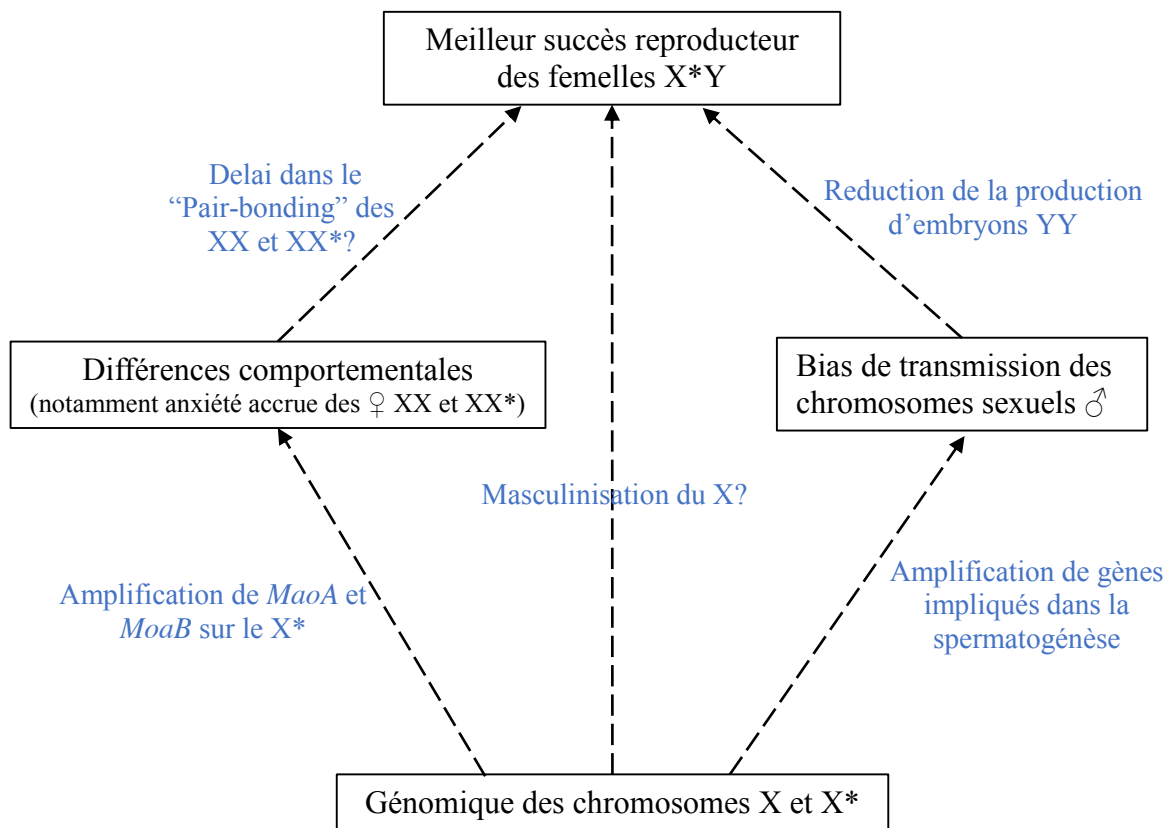 Meilleur succès reproducteur
des femelles X*Y
Delai dans le
“Pair-bonding” des
XX et XX*?
Reduction de la production
d’embryons YY
Différences comportementales
(notamment anxiété accrue des ♀ XX et XX*)
Biais de transmission des
chromosomes sexuels ♂
Masculinisation du X?
Amplification de MaoA et
MoaB sur le X*
Amplification de gènes
impliqués dans la
spermatogénèse
Génomique des chromosomes X et X*